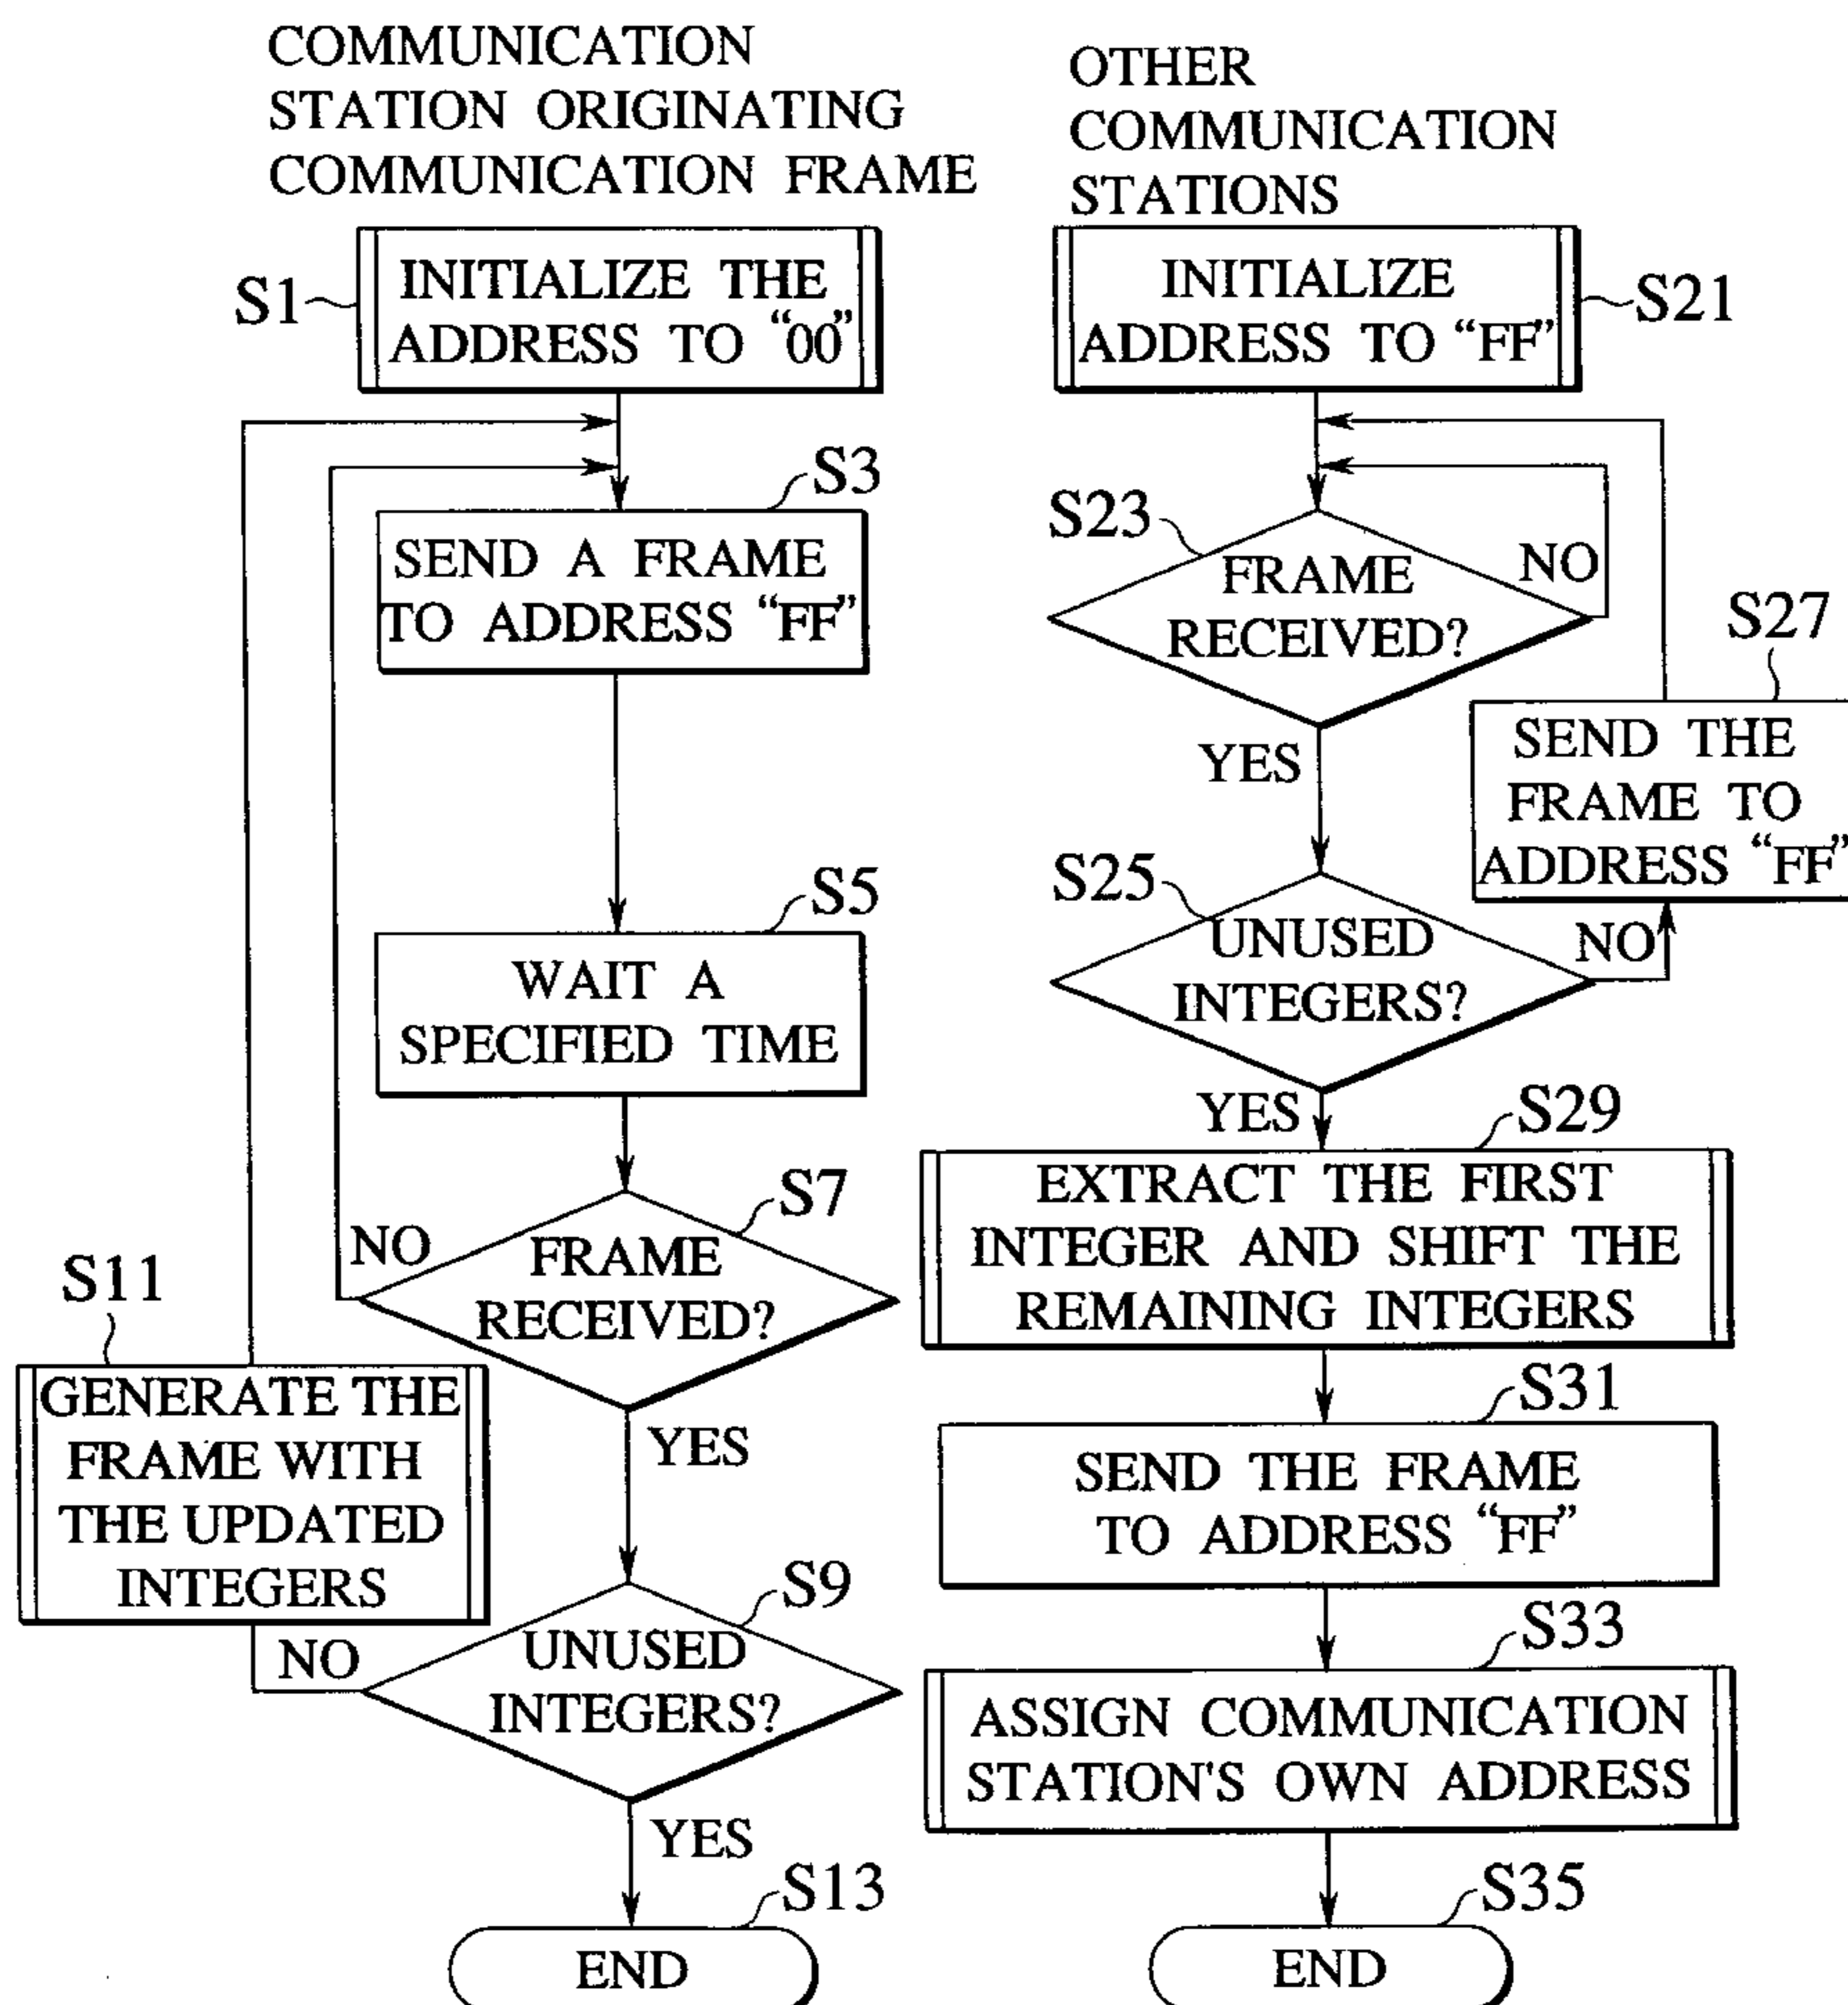 COMMUNICATION
STATION ORIGINATING
COMMUNICATION FRAME
S1
INITIALIZE THE
ADDRESS TO “00”
S3
SEND A FRAME
TO ADDRESS “FF”
S5
WAIT A
SPECIFIED TIME
S7
FRAME
RECEIVED?
NO
YES
S11
GENERATE THE
FRAME WITH
THE UPDATED
INTEGERS
S9
UNUSED
INTEGERS?
NO
YES
S13
END
OTHER
COMMUNICATION
STATIONS
INITIALIZE
ADDRESS TO “FF”
S21
S23
FRAME
RECEIVED?
NO
YES
S27
SEND THE
FRAME TO
ADDRESS “FF”
S25
UNUSED
INTEGERS?
NO
YES
S29
EXTRACT THE FIRST
INTEGER AND SHIFT THE
REMAINING INTEGERS
S31
SEND THE FRAME
TO ADDRESS “FF”
S33
ASSIGN COMMUNICATION
STATION'S OWN ADDRESS
S35
END